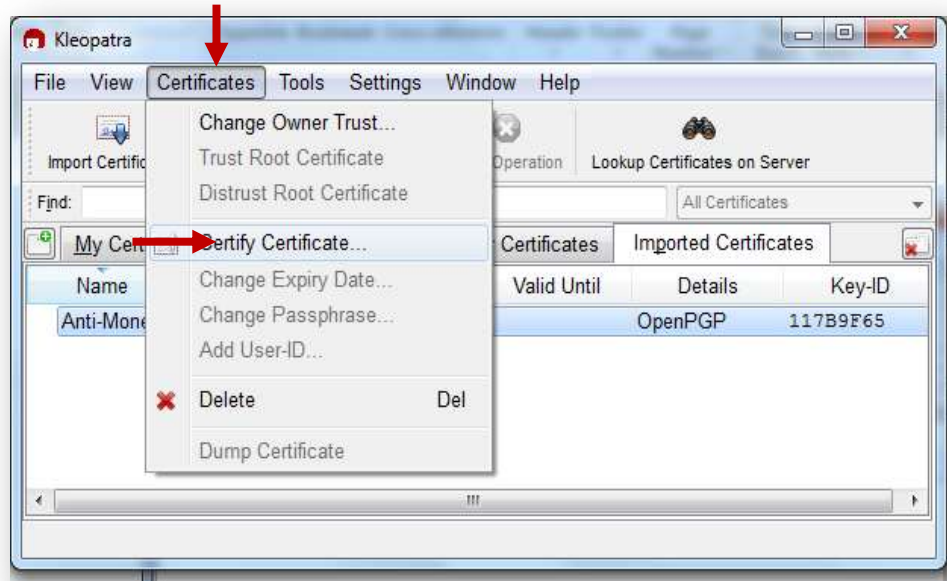 Kleopatra
File View Certificates Tools Settings Window Help
Import Certific Operation Lookup Certificates on Server
Find: All Certificates
My Cert Certificates Imported Certificates
Name Valid Until Details Key-ID
Anti-Mone OpenPGP 117B9F65
Change Owner Trust...
Trust Root Certificate
Distrust Root Certificate
Certify Certificate...
Change Expiry Date...
Change Passphrase...
Add User-ID...
Delete Del
Dump Certificate